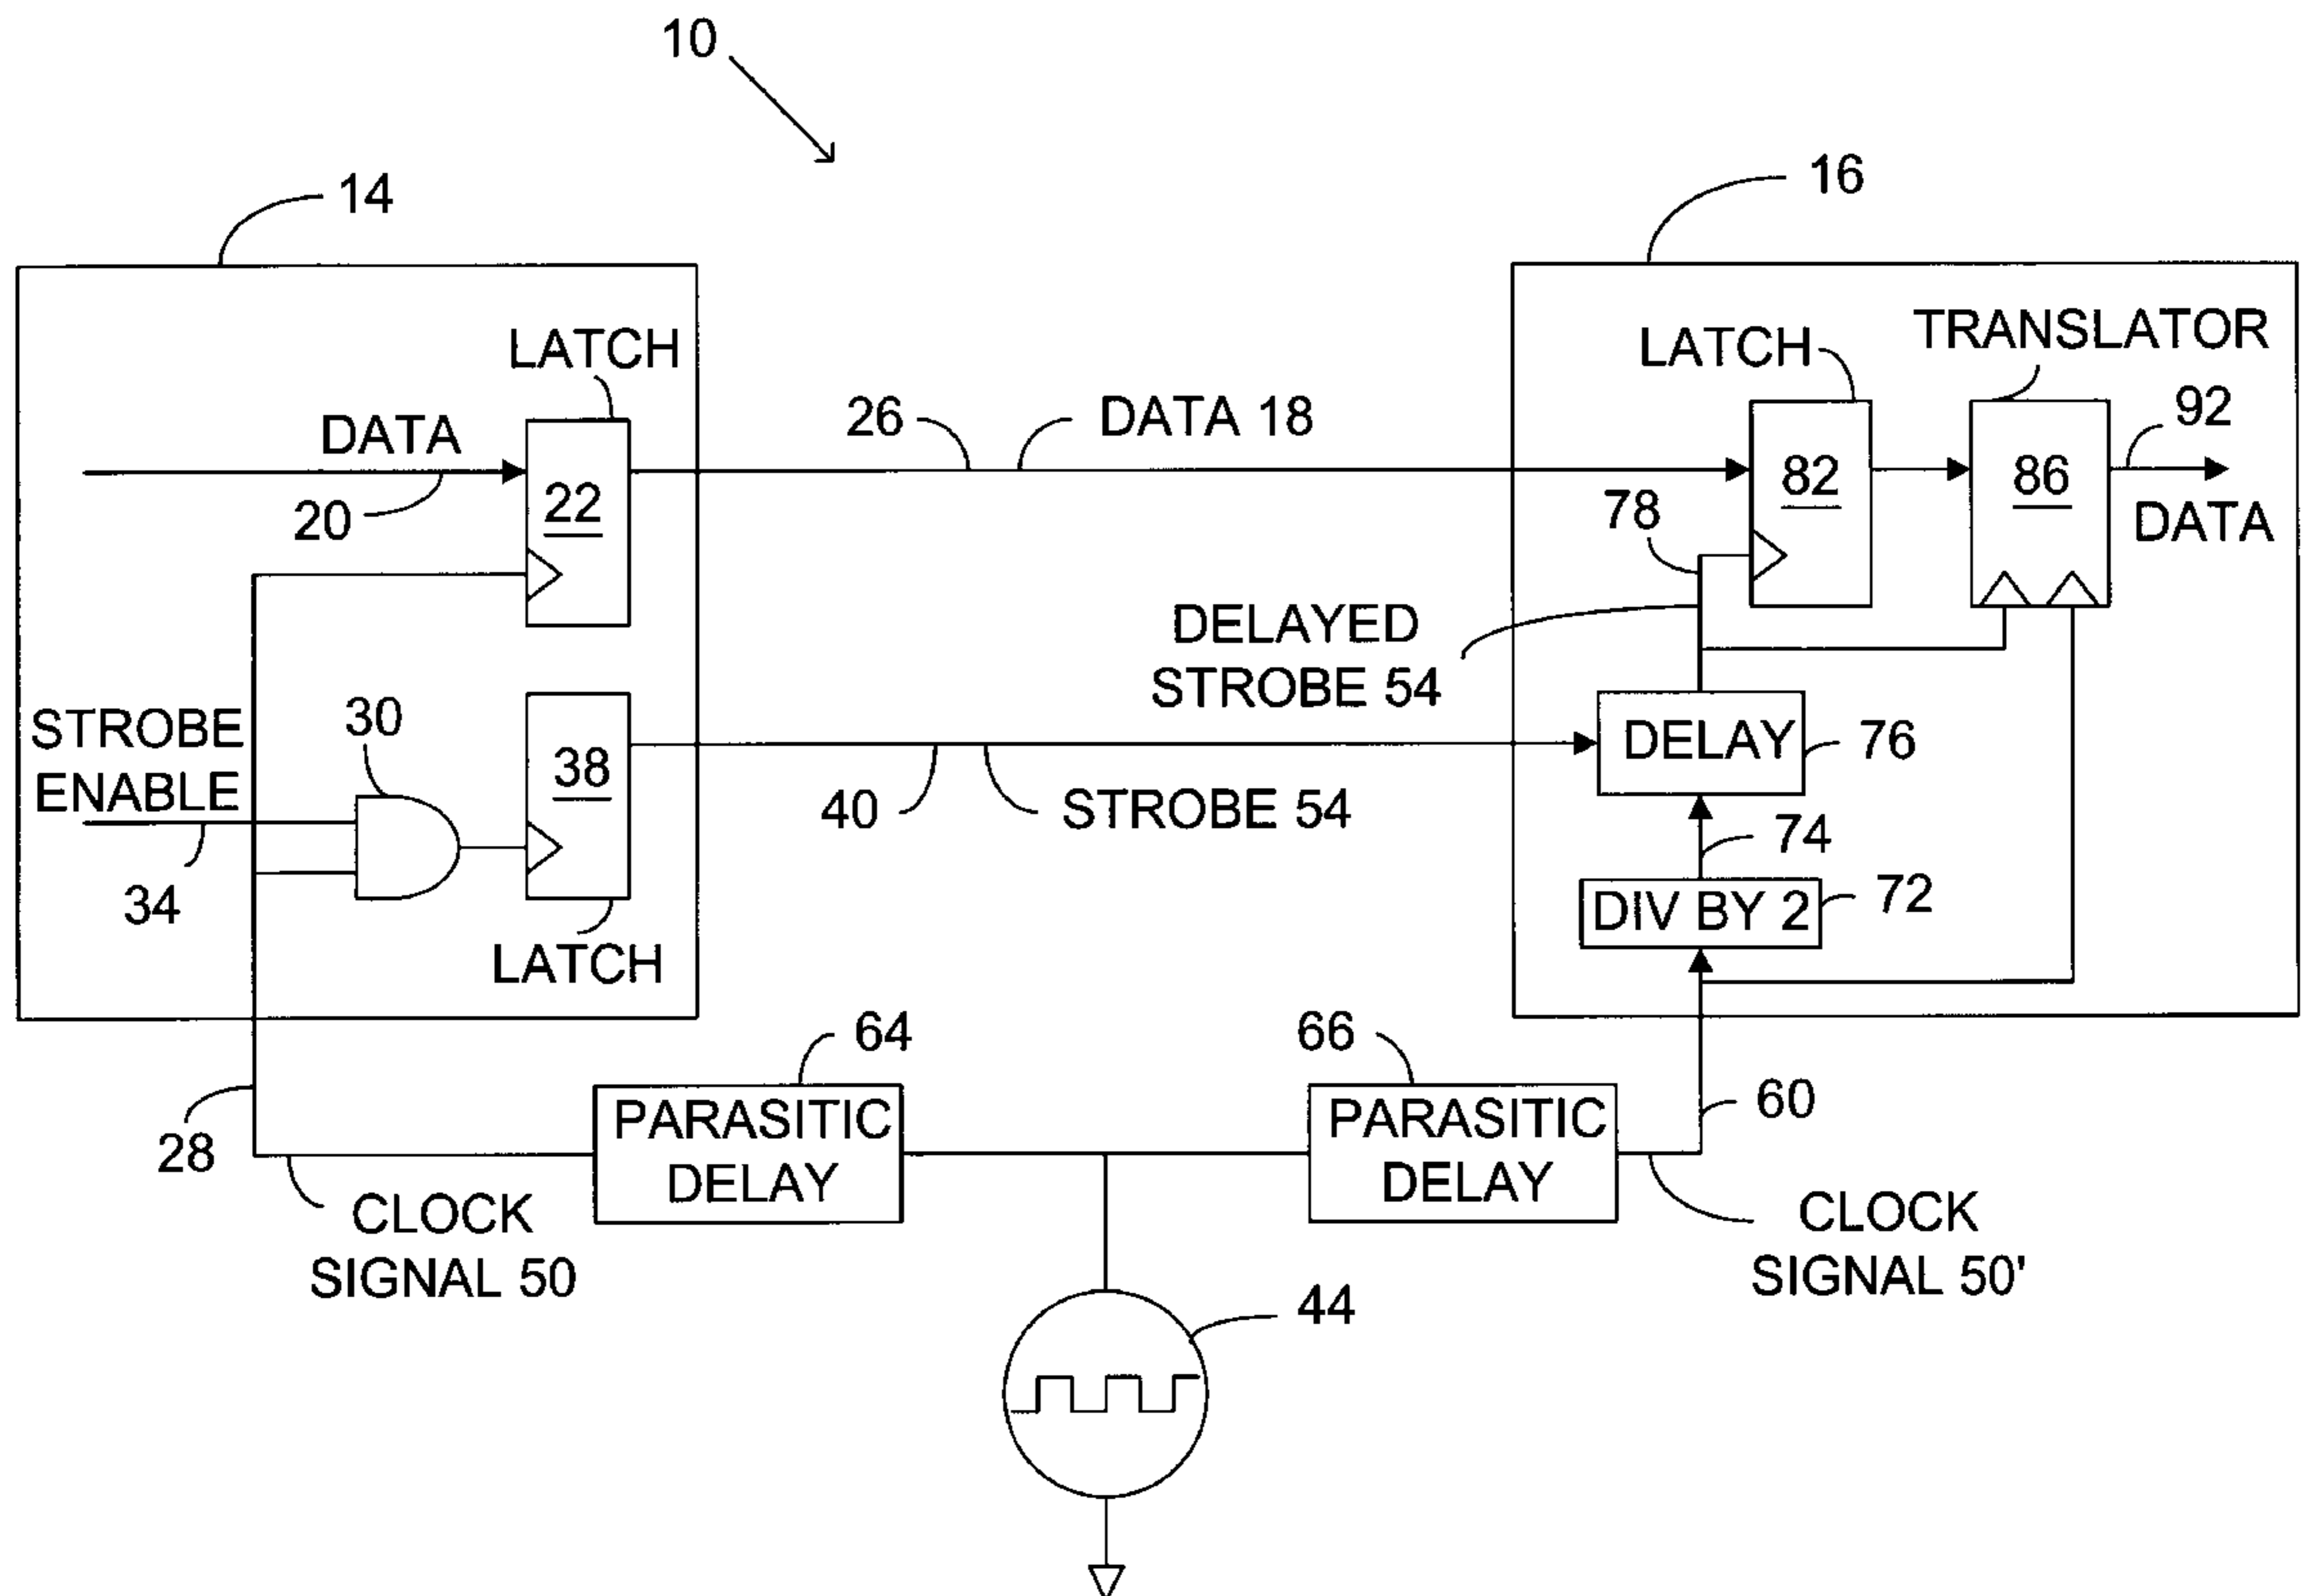 10
14
16
LATCH
TRANSLATOR
LATCH
DATA
26
DATA 18
92
20
22
82
86
78
DATA
DELAYED
STROBE 54
STROBE
ENABLE
30
38
DELAY
76
40
STROBE 54
74
34
DIV BY 2
72
LATCH
64
66
PARASITIC
DELAY
PARASITIC
DELAY
60
28
CLOCK
SIGNAL 50
CLOCK
SIGNAL 50'
44